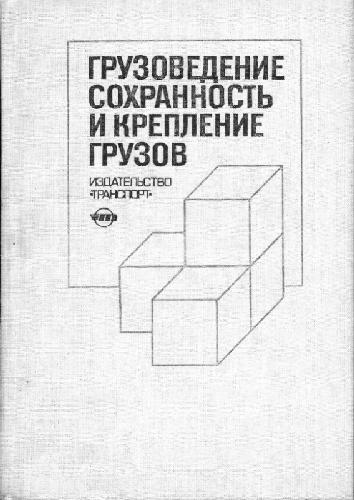 ГРУЗОВЕДЕНИЕ
СОХРАННОСТЬ
И КРЕПЛЕНИЕ
ГРУЗОВ
ИЗДАТЕЛЬСТВО
«ТРАНСПОРТ»